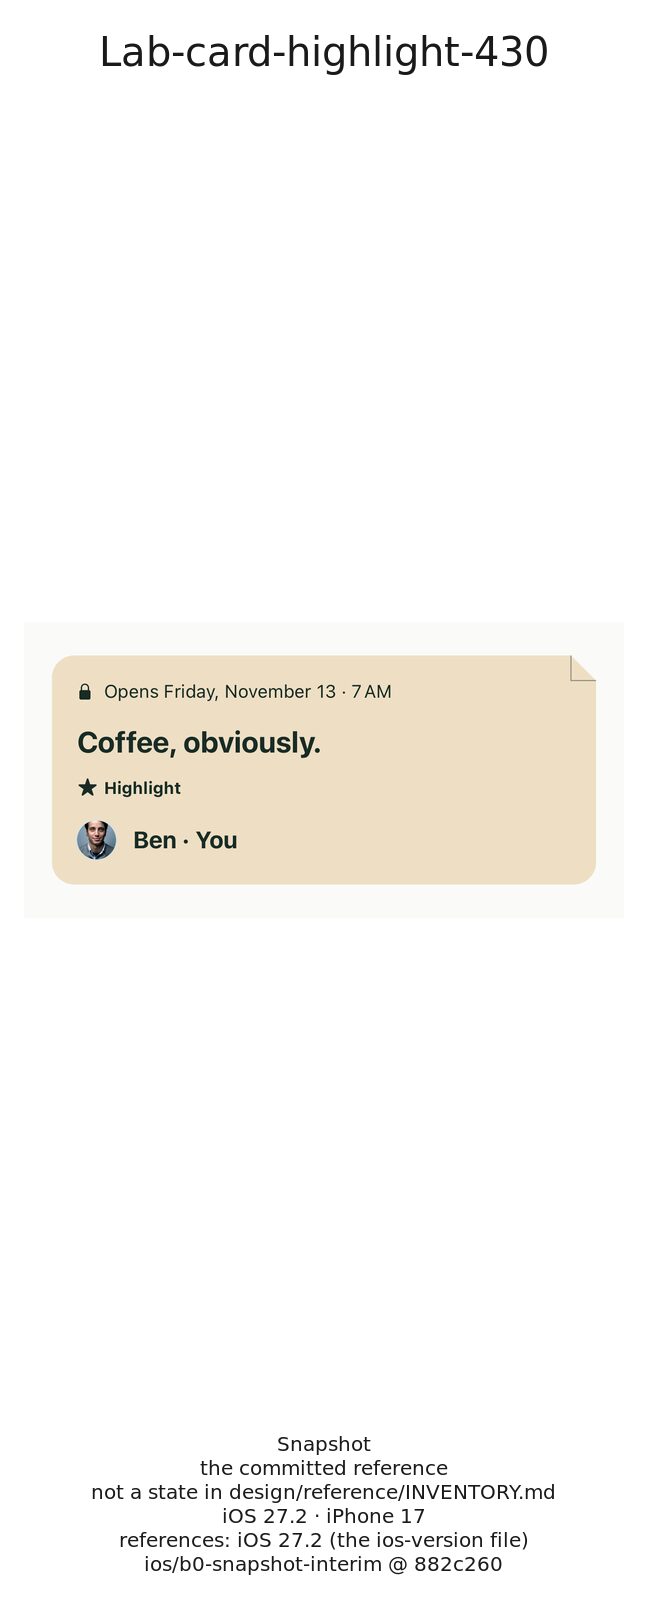 Lab-card-highlight-430
Opens Friday, November 13 · 7 AM
Coffee, obviously.
Highlight
Ben · You
Snapshot
the committed reference
not a state in design/reference/INVENTORY.md
iOS 27.2 · iPhone 17
references: iOS 27.2 (the ios-version file)
ios/b0-snapshot-interim @ 882c260